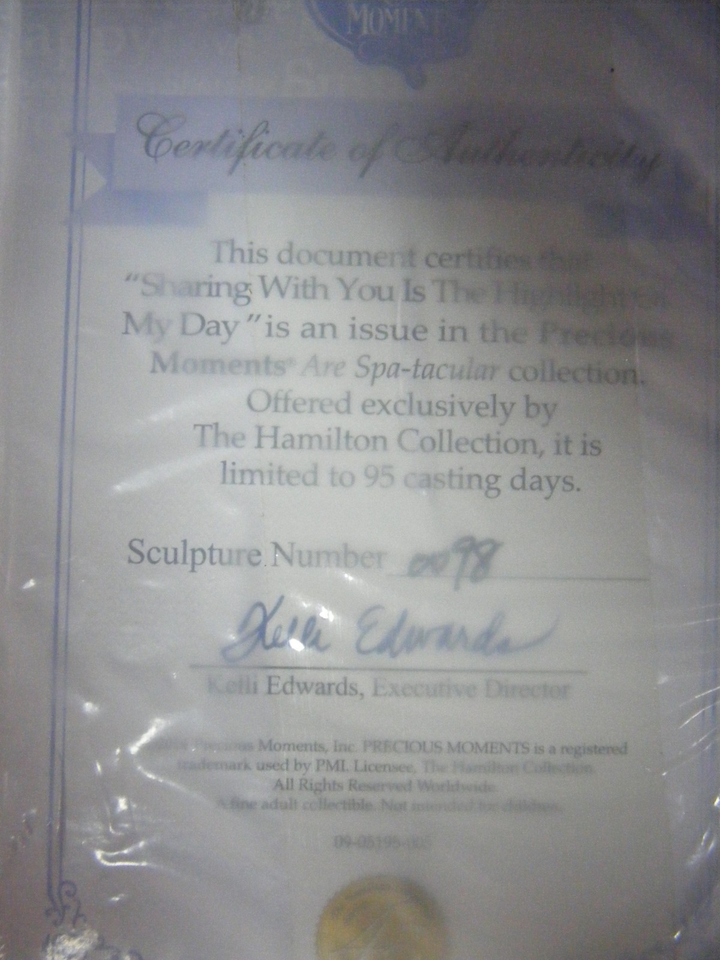 MOMENTS
Certificate of Authenticity
This document certifies that
“Sharing With You Is The Highlight of
My Day ” is an issue in the Precious
Moments® Are Spa-tacular collection.
Offered exclusively by
The Hamilton Collection, it is
limited to 95 casting days.
Sculpture Number 0098
Kelli Edwards
Kelli Edwards, Executive Director
Precious Moments, Inc. PRECIOUS MOMENTS is a registered
trademark used by PMI. Licensee, The Hamilton Collection.
All Rights Reserved Worldwide.
A fine adult collectible. Not intended for children.